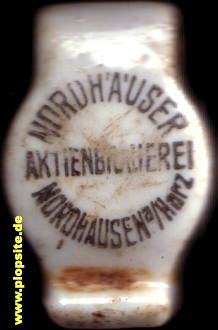 NORDHÄUSER
AKTIENBRAUEREI
NORDHAUSEN a/Harz
www.plopsite.de